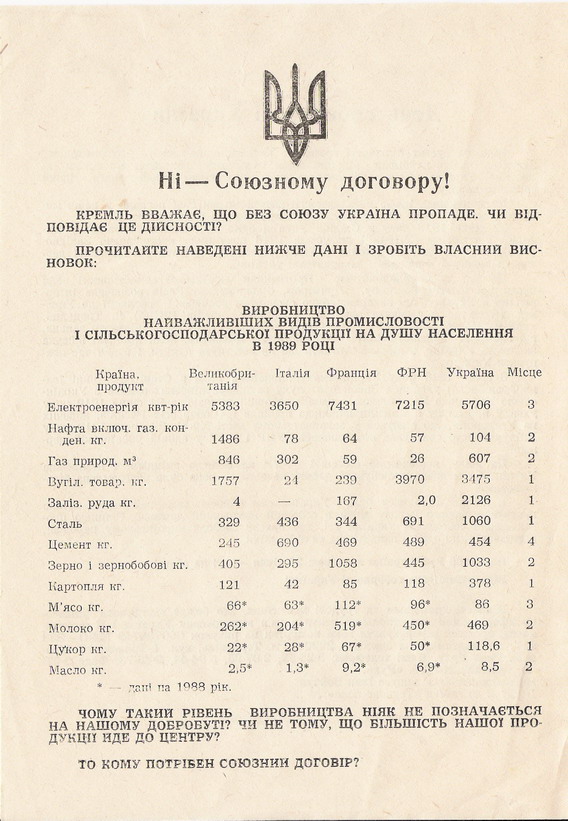 Ні — Союзному договору!
КРЕМЛЬ ВВАЖАЄ, ЩО БЕЗ СОЮЗУ УКРАЇНА ПРОПАДЕ. ЧИ ВІД-
ПОВІДАЄ ЦЕ ДІЙСНОСТІ?
ПРОЧИТАЙТЕ НАВЕДЕНІ НИЖЧЕ ДАНІ І ЗРОБІТЬ ВЛАСНИЙ ВИС-
НОВОК:
ВИРОБНИЦТВО
НАЙВАЖЛИВІШИХ ВИДІВ ПРОМИСЛОВОСТІ
І СІЛЬСЬКОГОСПОДАРСЬКОЇ ПРОДУКЦІЇ НА ДУШУ НАСЕЛЕННЯ
В 1989 РОЦІ
Країна. Великобри- Італія Франція ФРН Україна Місце
продукт танія
Електроенергія квт-рік 5383 3650 7431 7215 5706 3
Нафта включ. газ. кон-
ден. кг. 1486 78 64 57 104 2
Газ природ. м³ 846 302 59 26 607 2
Вугіл. товар. кг. 1757 24 239 3970 3475 1
Заліз. руда кг. 4 — 167 2,0 2126 1
Сталь 329 436 344 691 1060 1
Цемент кг. 245 690 469 489 454 4
Зерно і зернобобові кг. 405 295 1058 445 1033 2
Картопля кг. 121 42 85 118 378 1
М'ясо кг. 66* 63* 112* 96* 86 3
Молоко кг. 262* 204* 519* 450* 469 2
Цукор кг. 22* 28* 67* 50* 118,6 1
Масло кг. 2,5* 1,3* 9,2* 6,9* 8,5 2
* — дані на 1988 рік.
ЧОМУ ТАКИЙ РІВЕНЬ ВИРОБНИЦТВА НІЯК НЕ ПОЗНАЧАЄТЬСЯ
НА НАШОМУ ДОБРОБУТІ? ЧИ НЕ ТОМУ, ЩО БІЛЬШІСТЬ НАШОЇ ПРО-
ДУКЦІЇ ЙДЕ ДО ЦЕНТРУ?
ТО КОМУ ПОТРІБЕН СОЮЗНИЙ ДОГОВІР?